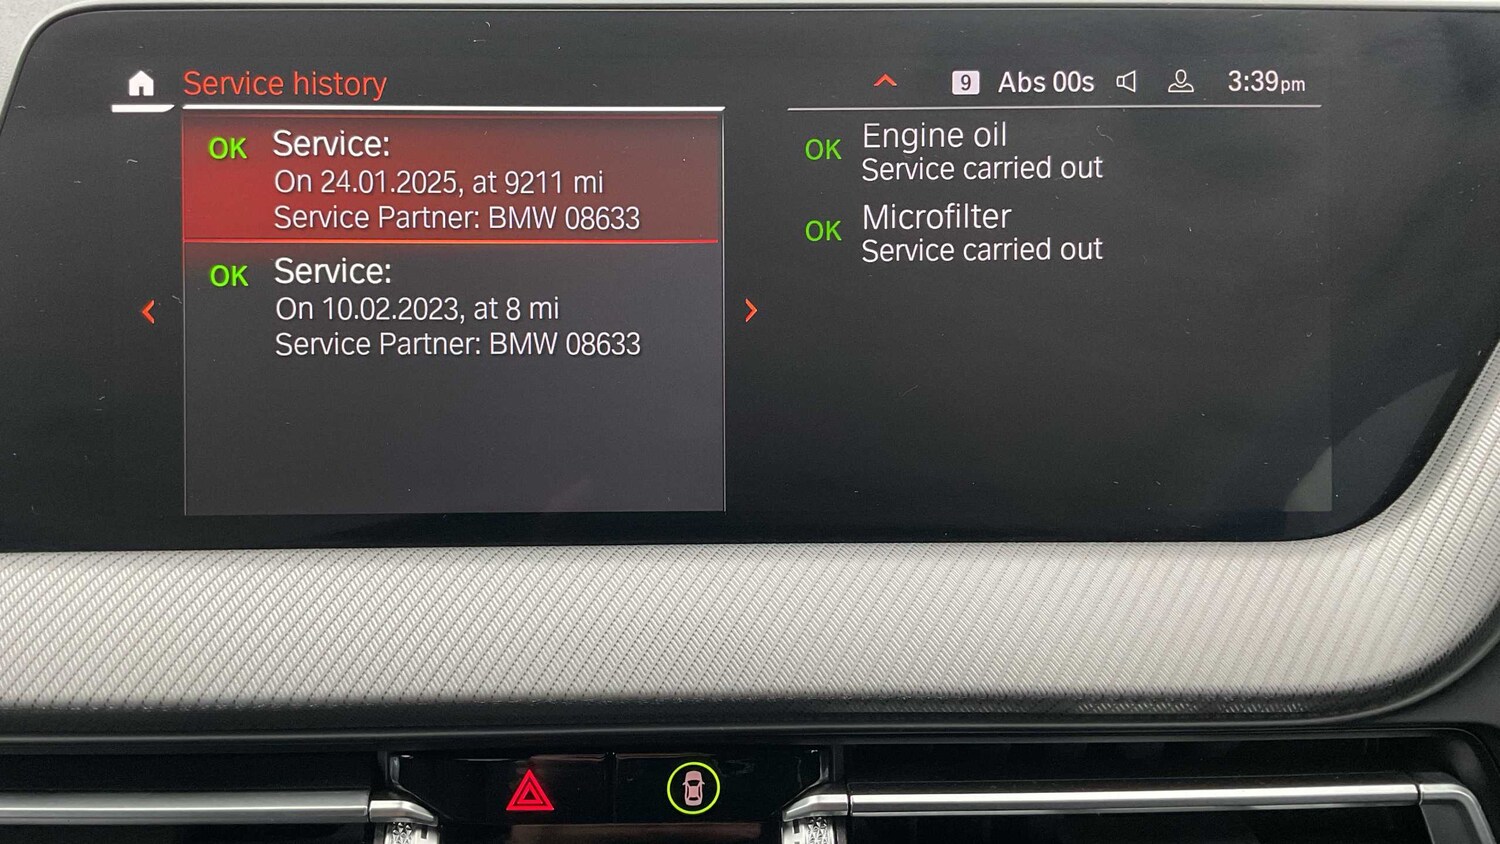 Service history
9 Abs 00s 3:39pm
OK Service:
On 24.01.2025, at 9211 mi
Service Partner: BMW 08633
OK Service:
On 10.02.2023, at 8 mi
Service Partner: BMW 08633
OK Engine oil
Service carried out
OK Microfilter
Service carried out